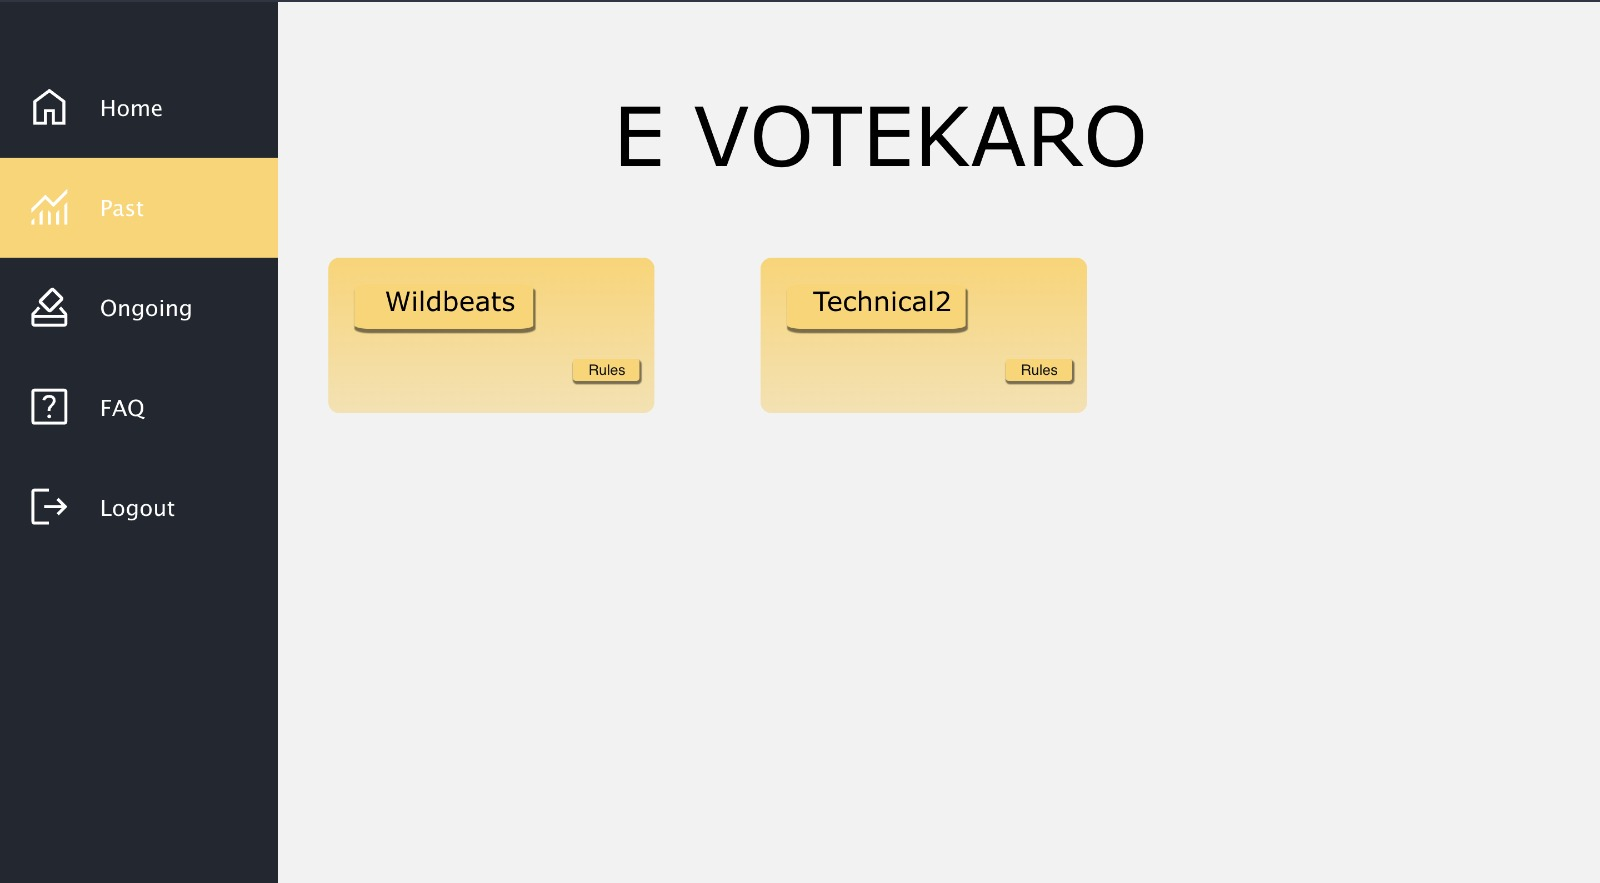 Home
Past
Ongoing
FAQ
Logout
E VOTEKARO
Wildbeats
Rules
Technical2
Rules